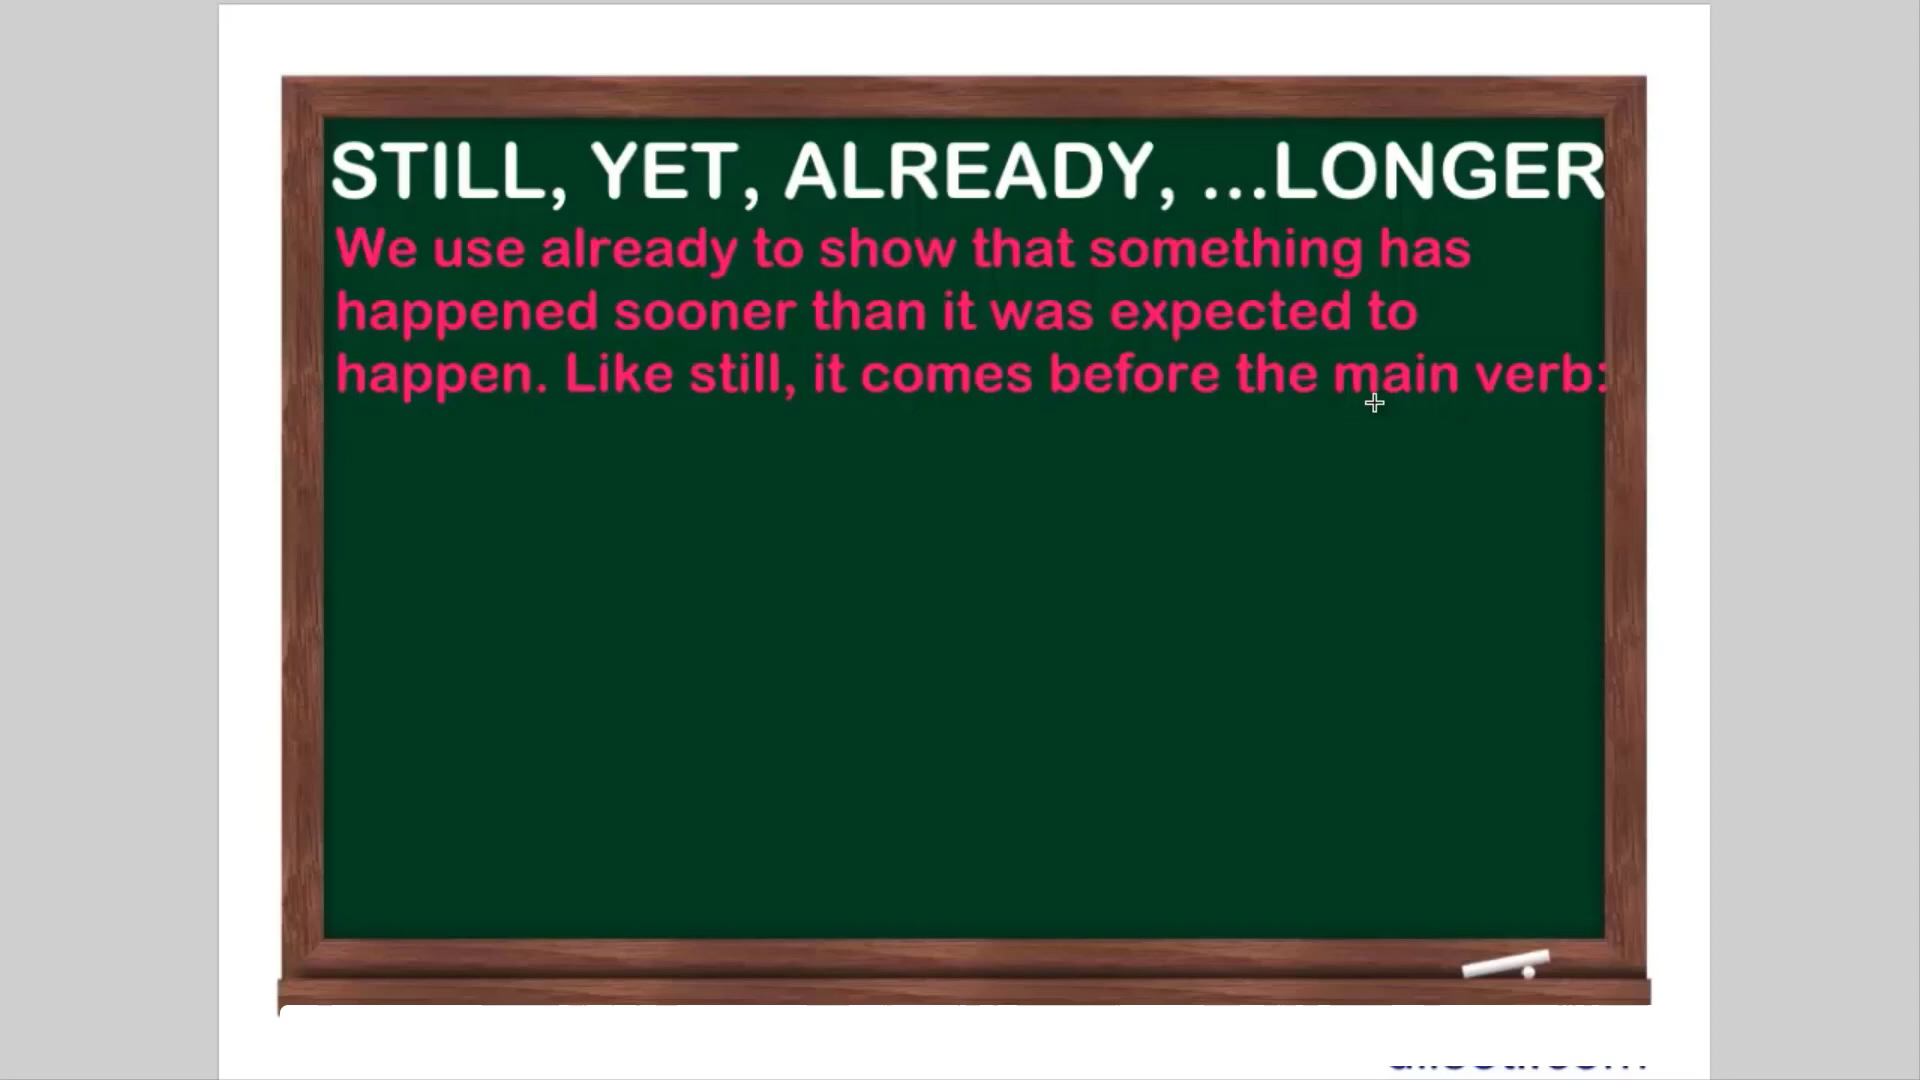 STILL, YET, ALREADY, ...LONGER
We use already to show that something has
happened sooner than it was expected to
happen. Like still, it comes before the main verb: